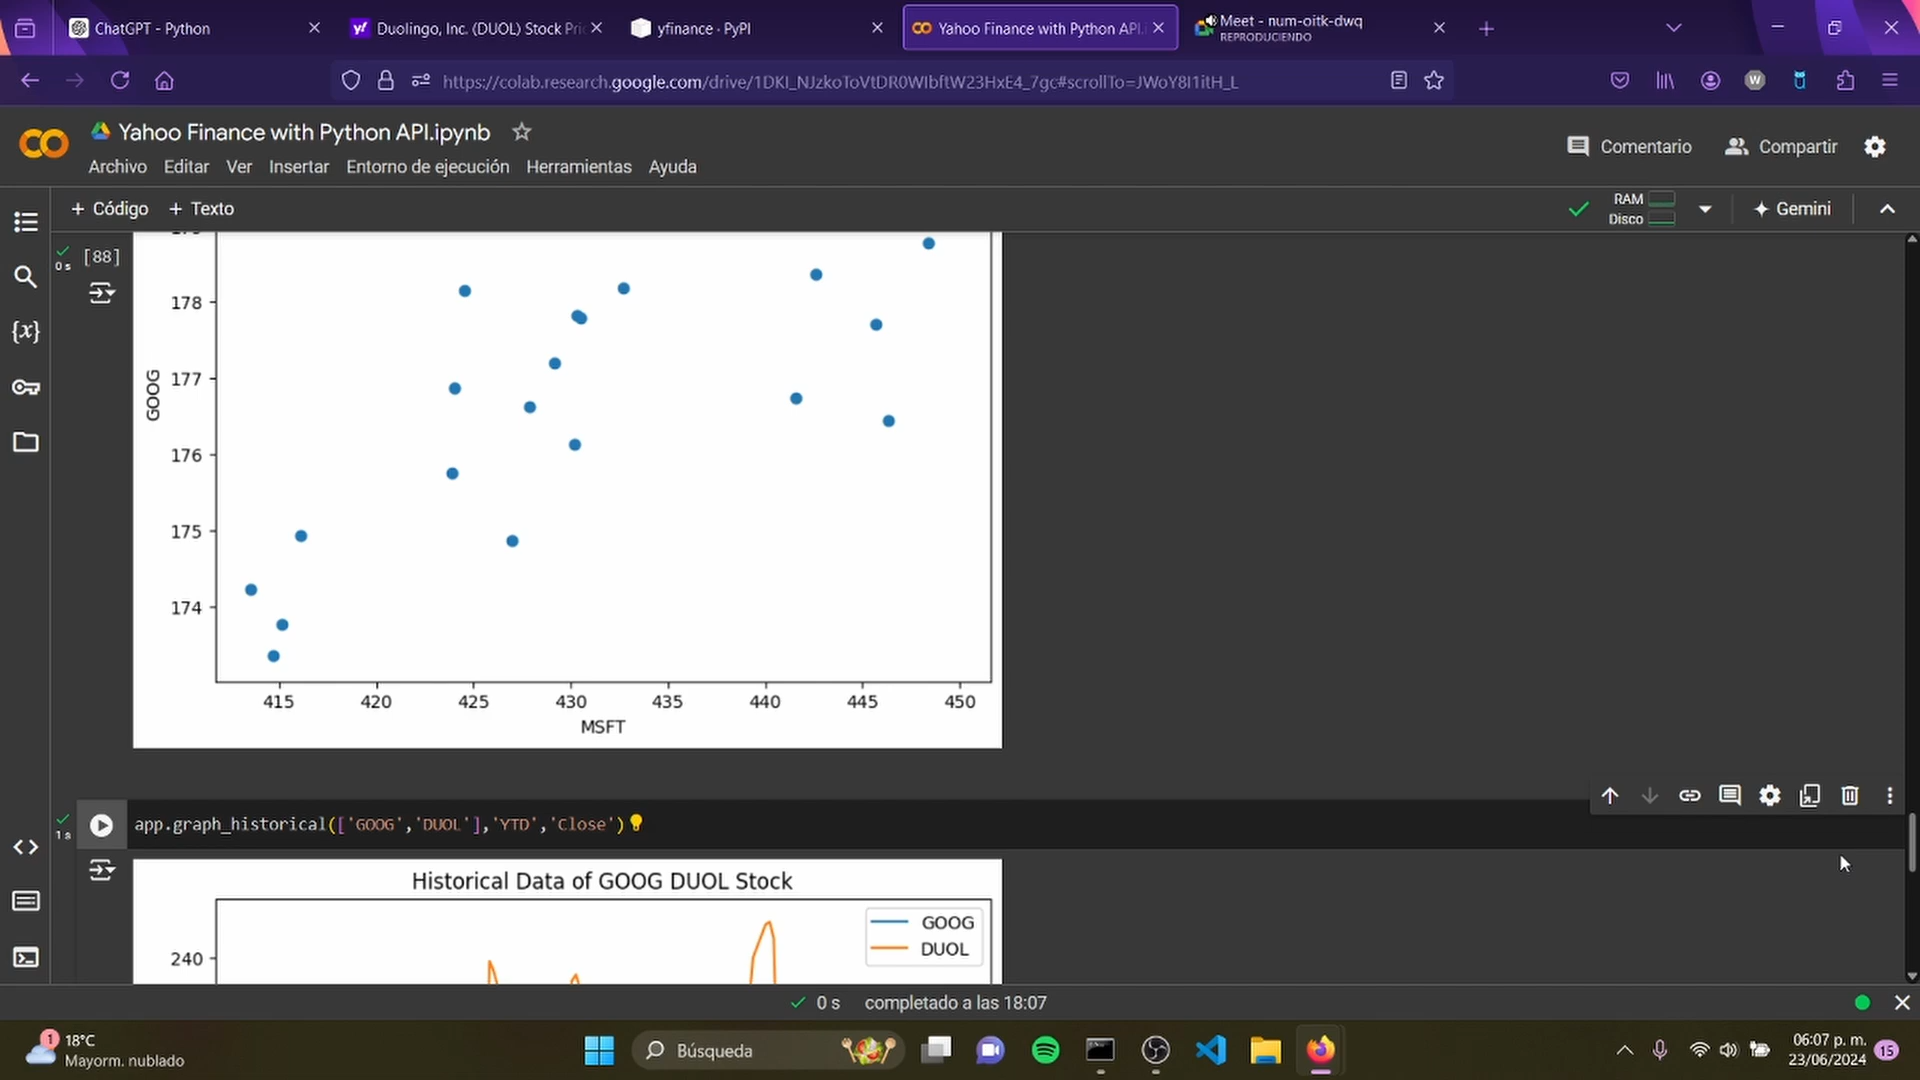 ChatGPT - Python
Duolingo, Inc. (DUOL) Stock Pri
yfinance · PyPI
Yahoo Finance with Python API.
Meet - num-oitk-dwq
REPRODUCIENDO
https://colab.research.google.com/drive/1DKI_NJzkoToVtDR0WIbftW23HxE4_7gc#scrollTo=JWoY8I1itH_L
Yahoo Finance with Python API.ipynb
Comentario
Compartir
Archivo Editar Ver Insertar Entorno de ejecución Herramientas Ayuda
+ Código + Texto
RAM
Disco
Gemini
0 s
[88]
178
177
176
175
174
GOOG
415 420 425 430 435 440 445 450
MSFT
1 s
app.graph_historical(['GOOG','DUOL'],'YTD','Close')
Historical Data of GOOG DUOL Stock
GOOG
DUOL
240
0 s completado a las 18:07
1
18°C
Mayorm. nublado
Búsqueda
06:07 p. m.
23/06/2024
15